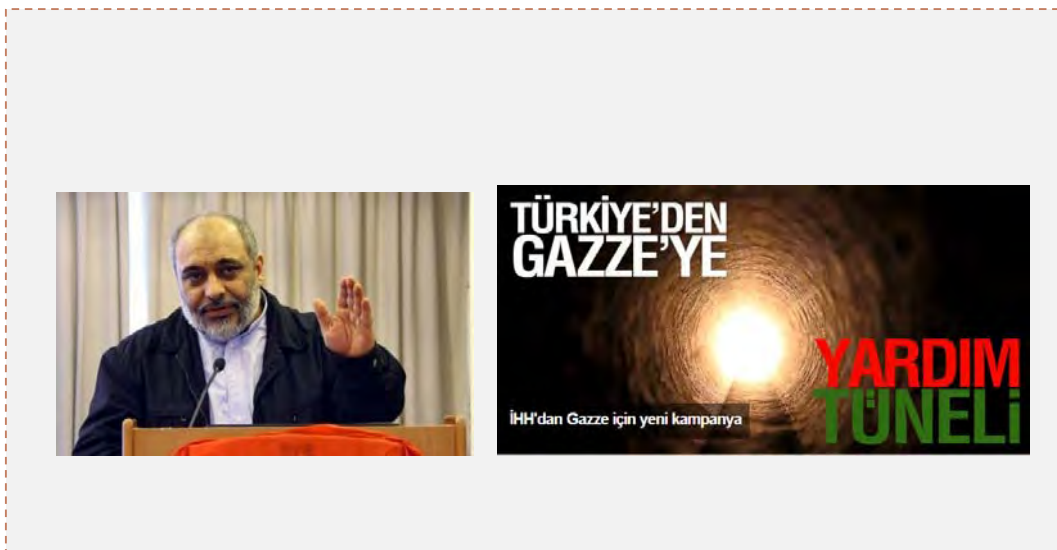 TÜRKİYE'DEN
GAZZE'YE
YARDIM
TÜNELİ
İHH'dan Gazze için yeni kampanya